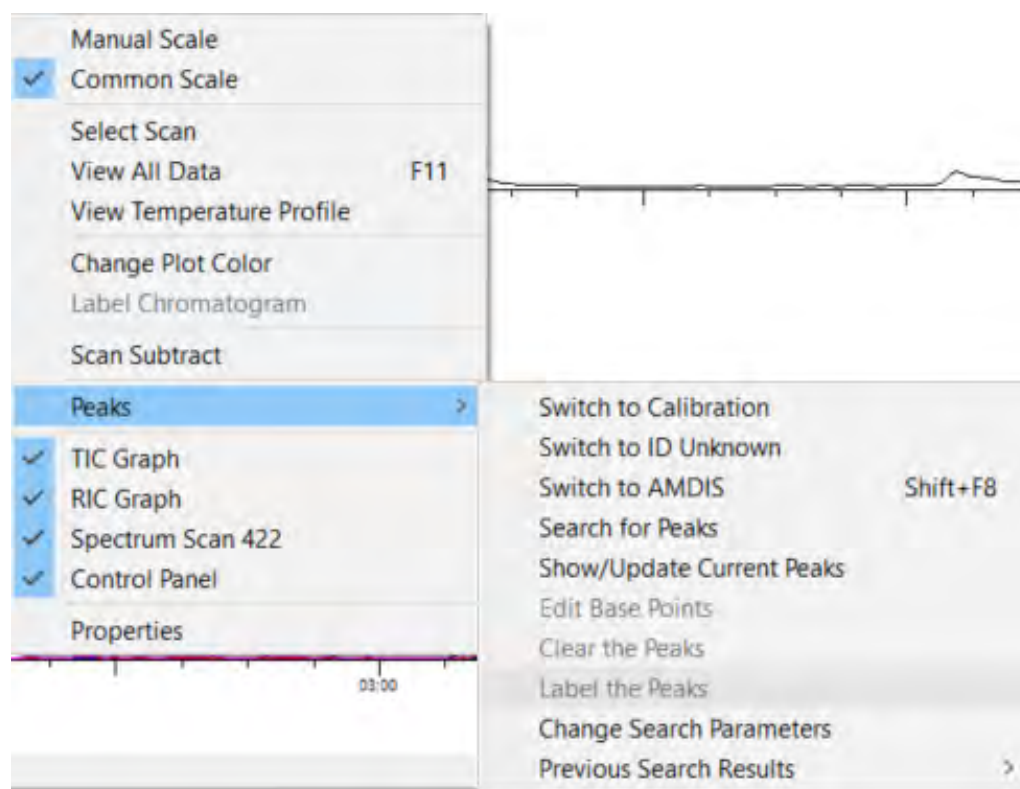 Manual Scale
Common Scale
Select Scan
View All Data F11
View Temperature Profile
Change Plot Color
Label Chromatogram
Scan Subtract
Peaks
TIC Graph
RIC Graph
Spectrum Scan 422
Control Panel
Properties
03:00
Switch to Calibration
Switch to ID Unknown
Switch to AMDIS Shift+F8
Search for Peaks
Show/Update Current Peaks
Edit Base Points
Clear the Peaks
Label the Peaks
Change Search Parameters
Previous Search Results